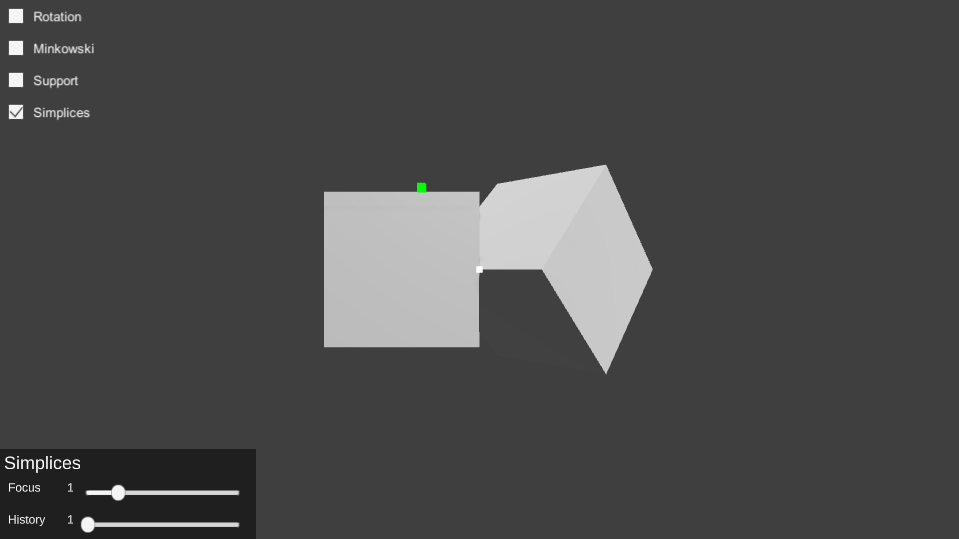 Rotation
Minkowski
Support
Simplices
Simplices
Focus 1
History 1